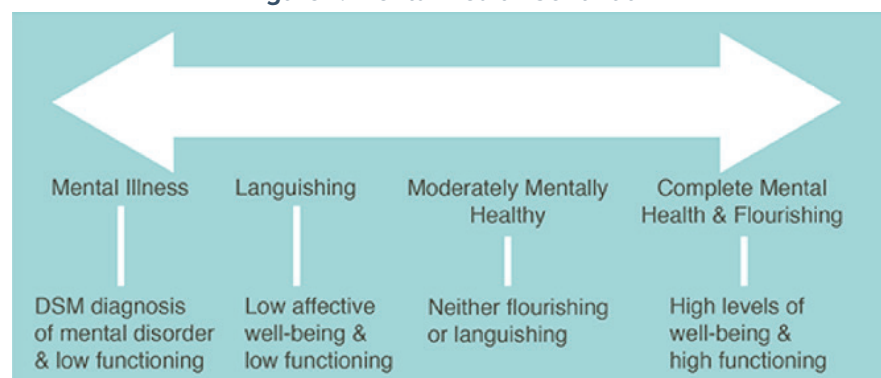 Mental Illness
Languishing
Moderately Mentally
Healthy
Complete Mental
Health & Flourishing
DSM diagnosis
of mental disorder
& low functioning
Low affective
well-being &
low functioning
Neither flourishing
or languishing
High levels of
well-being &
high functioning